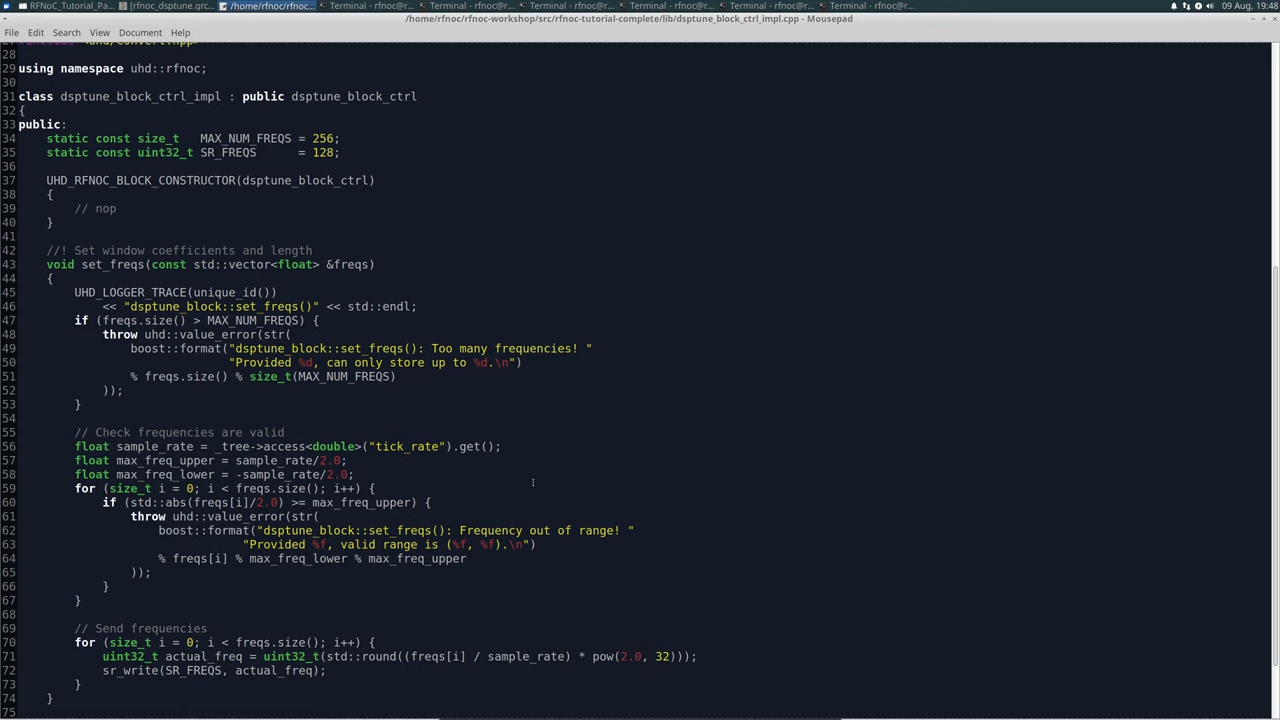 RFNoC_Tutorial_Pa...
[rfnoc_dsptune.grc...
/home/rfnoc/rfnoc...
Terminal - rfnoc@r...
Terminal - rfnoc@r...
Terminal - rfnoc@r...
Terminal - rfnoc@r...
Terminal - rfnoc@r...
Terminal - rfnoc@r...
09 Aug, 19:48
/home/rfnoc/rfnoc-workshop/src/rfnoc-tutorial-complete/lib/dsptune_block_ctrl_impl.cpp - Mousepad
File Edit Search View Document Help
28
29 using namespace uhd::rfnoc;
30
31 class dsptune_block_ctrl_impl : public dsptune_block_ctrl
32 {
33 public:
34     static const size_t   MAX_NUM_FREQS = 256;
35     static const uint32_t SR_FREQS      = 128;
36
37     UHD_RFNOC_BLOCK_CONSTRUCTOR(dsptune_block_ctrl)
38     {
39         // nop
40     }
41
42     //! Set window coefficients and length
43     void set_freqs(const std::vector<float> &freqs)
44     {
45         UHD_LOGGER_TRACE(unique_id())
46             << "dsptune_block::set_freqs()" << std::endl;
47         if (freqs.size() > MAX_NUM_FREQS) {
48             throw uhd::value_error(str(
49                 boost::format("dsptune_block::set_freqs(): Too many frequencies! "
50                               "Provided %d, can only store up to %d.\n")
51                 % freqs.size() % size_t(MAX_NUM_FREQS)
52             ));
53         }
54
55         // Check frequencies are valid
56         float sample_rate = _tree->access<double>("tick_rate").get();
57         float max_freq_upper = sample_rate/2.0;
58         float max_freq_lower = -sample_rate/2.0;
59         for (size_t i = 0; i < freqs.size(); i++) {
60             if (std::abs(freqs[i]/2.0) >= max_freq_upper) {
61                 throw uhd::value_error(str(
62                     boost::format("dsptune_block::set_freqs(): Frequency out of range! "
63                                 "Provided %f, valid range is (%f, %f).\n")
64                     % freqs[i] % max_freq_lower % max_freq_upper
65                 ));
66             }
67         }
68
69         // Send frequencies
70         for (size_t i = 0; i < freqs.size(); i++) {
71             uint32_t actual_freq = uint32_t(std::round((freqs[i] / sample_rate) * pow(2.0, 32)));
72             sr_write(SR_FREQS, actual_freq);
73         }
74     }
75